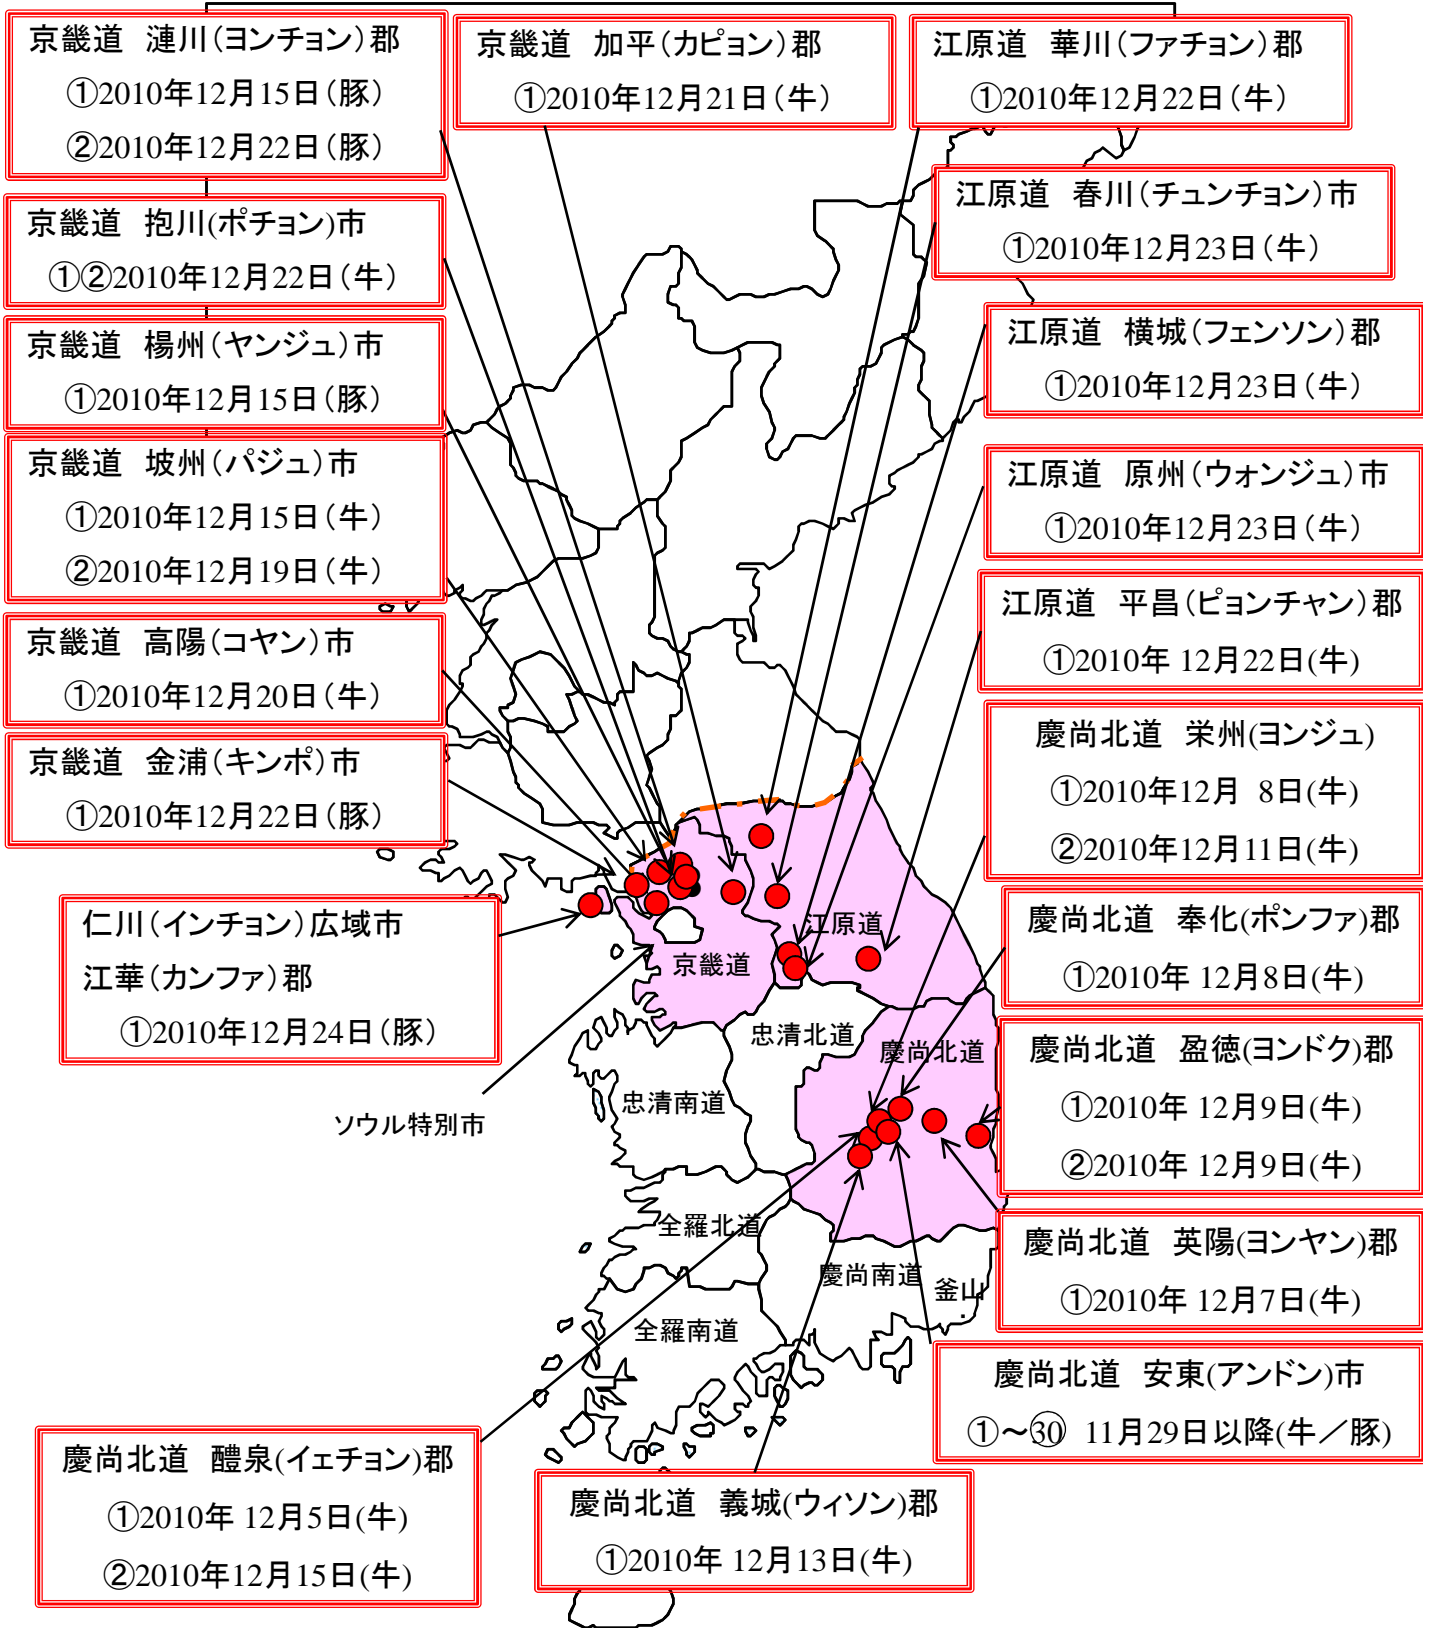 京畿道 漣川（ヨンチョン）郡
①2010年12月15日（豚）
②2010年12月22日（豚）
京畿道 加平（カピョン）郡
①2010年12月21日（牛）
江原道 華川（ファチョン）郡
①2010年12月22日（牛）
京畿道 抱川(ポチョン)市
①②2010年12月22日（牛）
江原道 春川（チュンチョン）市
①2010年12月23日（牛）
京畿道 楊州（ヤンジュ）市
①2010年12月15日（豚）
江原道 横城（フェンソン）郡
①2010年12月23日（牛）
京畿道 坡州（パジュ）市
①2010年12月15日（牛）
②2010年12月19日（牛）
江原道 原州（ウォンジュ）市
①2010年12月23日（牛）
京畿道 高陽（コヤン）市
①2010年12月20日（牛）
江原道 平昌（ピョンチャン）郡
①2010年 12月22日(牛)
京畿道 金浦（キンポ）市
①2010年12月22日（豚）
慶尚北道 栄州(ヨンジュ)
①2010年12月 8日(牛)
②2010年12月11日(牛)
仁川（インチョン）広域市
江華（カンファ）郡
①2010年12月24日（豚）
慶尚北道 奉化(ポンファ)郡
①2010年 12月8日(牛)
江原道
京畿道
忠清北道
慶尚北道
忠清南道
ソウル特別市
慶尚北道 盈徳(ヨンドク)郡
①2010年 12月9日(牛)
②2010年 12月9日(牛)
全羅北道
慶尚南道
釜山
全羅南道
慶尚北道 英陽(ヨンヤン)郡
①2010年 12月7日(牛)
慶尚北道 安東(アンドン)市
①～㉚ 11月29日以降(牛／豚)
慶尚北道 醴泉(イェチョン)郡
①2010年 12月5日(牛)
②2010年12月15日(牛)
慶尚北道 義城(ウィソン)郡
①2010年 12月13日(牛)